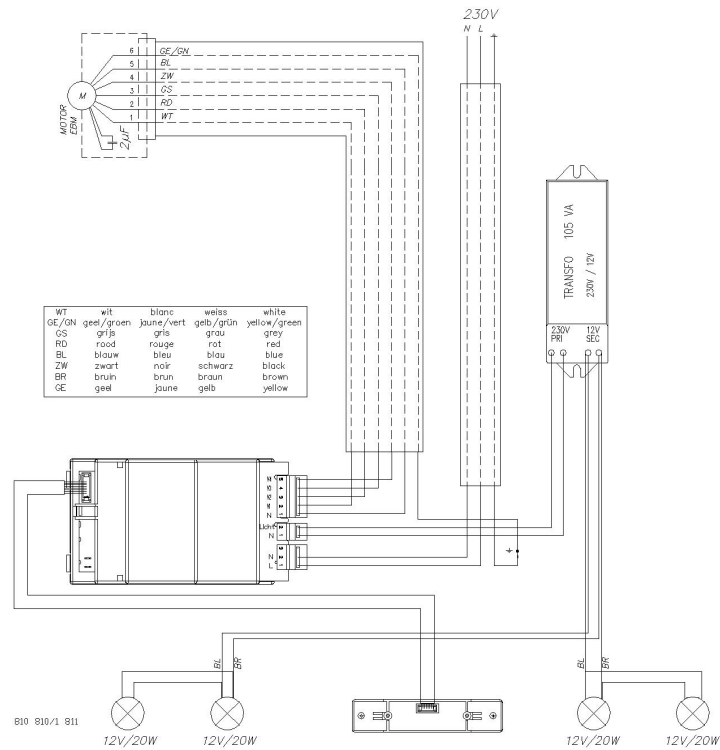 230V
N L
6 GE/GN
5 BL
4 ZW
3 GS
2 RD
1 WT
M
MOTOR
EBM
2µF
TRANSFO 105 VA
230V / 12V
230V 12V
PRI SEC
WT wit blanc weiss white
GE/GN geel/groen jaune/vert gelb/grün yellow/green
GS grijs gris grau grey
RD rood rouge rot red
BL blauw bleu blau blue
ZW zwart noir schwarz black
BR bruin brun braun brown
GE geel jaune gelb yellow
N
Licht
N
N
L
BL BR
BL BR
810 810/1 811
12V/20W
12V/20W
12V/20W
12V/20W